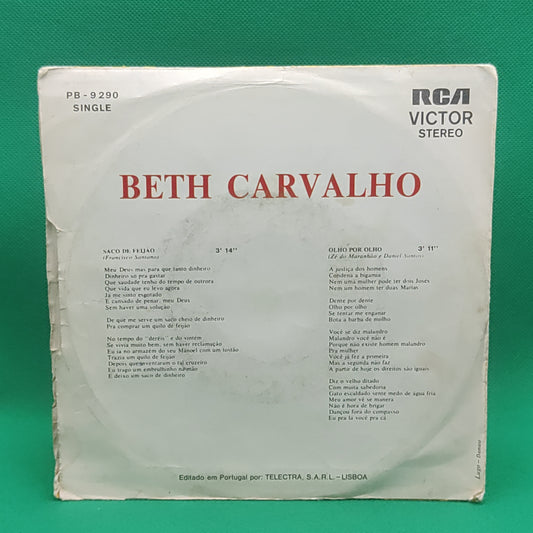 PB - 9290
SINGLE
RCA
VICTOR
STEREO
BETH CARVALHO
SACO DE FEIJÃO 3' 14''
(Francisco Santana)
Meu Deus mas para que tanto dinheiro
Dinheiro só pra gastar
Que saudade tenho do tempo de outrora
Que vida que eu levo agora
Já me sinto esgotado
E cansado de penar, meu Deus
Sem haver uma solução
De que me serve um saco cheio de dinheiro
Pra comprar um quilo de feijão
No tempo do "deréis" e do vintém
Se vivia muito bem, sem haver reclamação
Eu ia no armazém do seu Manoel com um tostão
Trazia um quilo de feijão
Depois que inventaram o tal cruzeiro
Eu trago um embrulhinho na mão
E deixo um saco de dinheiro
OLHO POR OLHO 3' 11''
(Zé do Maranhão e Daniel Santos)
A justiça dos homens
Condena a bigamia
Nem uma mulher pode ter dois Josés
Nem um homem ter duas Marias
Dente por dente
Olho por olho
Se tentar me enganar
Bota a barba de molho
Você se diz malandro
Malandro você não é
Porque não existe homem malandro
Pra mulher
Você já fez a primeira
Mas a segunda não faz
A partir de hoje os direitos são iguais
Diz o velho ditado
Com muita sabedoria
Gato escaldado sente medo de água fria
Meu amor vê se manera
Não é hora de brigar
Dançou fora do compasso
Eu pra lá você pra cá
Editado em Portugal por: TELECTRA, S.A.R.L. - LISBOA